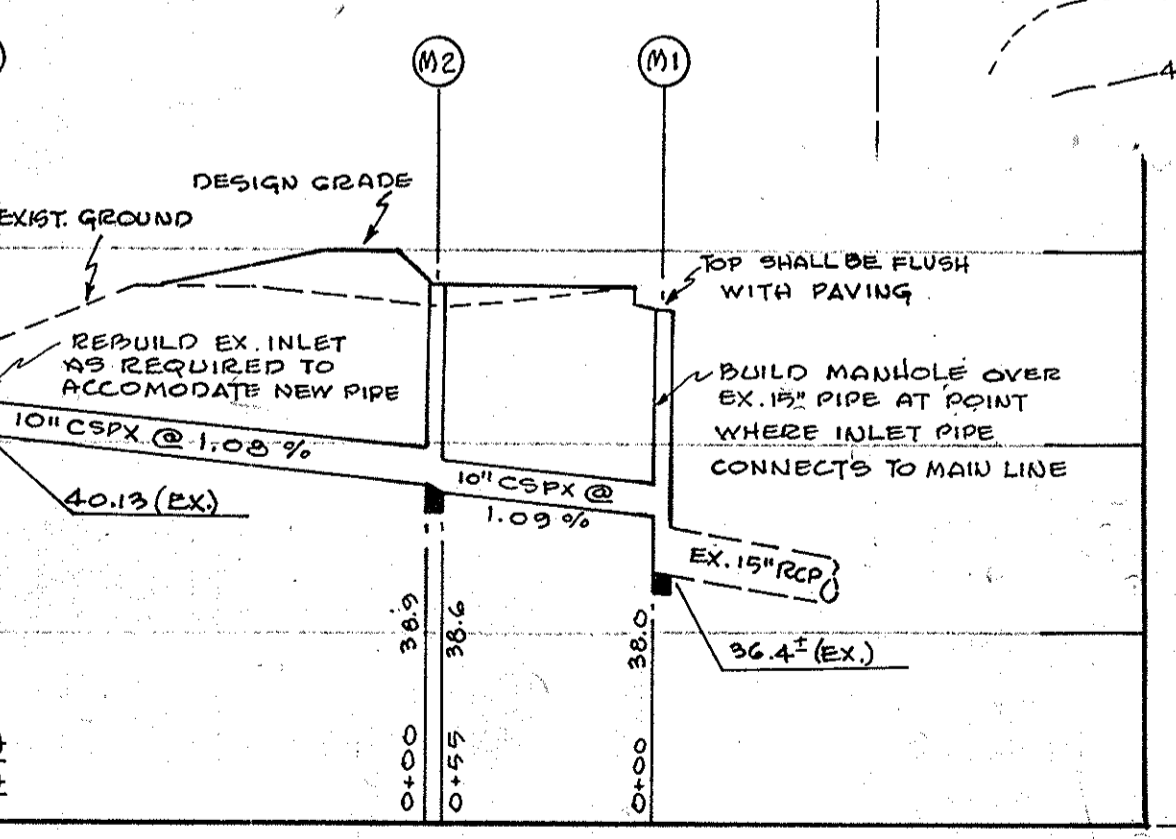 M2
M1
4
DESIGN GRADE
EXIST. GROUND
TOP SHALL BE FLUSH
WITH PAVING
REBUILD EX. INLET
AS REQUIRED TO
ACCOMODATE NEW PIPE
BUILD MANHOLE OVER
EX. 15" PIPE AT POINT
WHERE INLET PIPE
CONNECTS TO MAIN LINE
10" CSPX @ 1.08 %
10" CSPX @
1.09 %
40.13 (EX.)
EX. 15" RCP
36.4± (EX.)
38.9
38.6
38.0
0+00
0+55
0+00